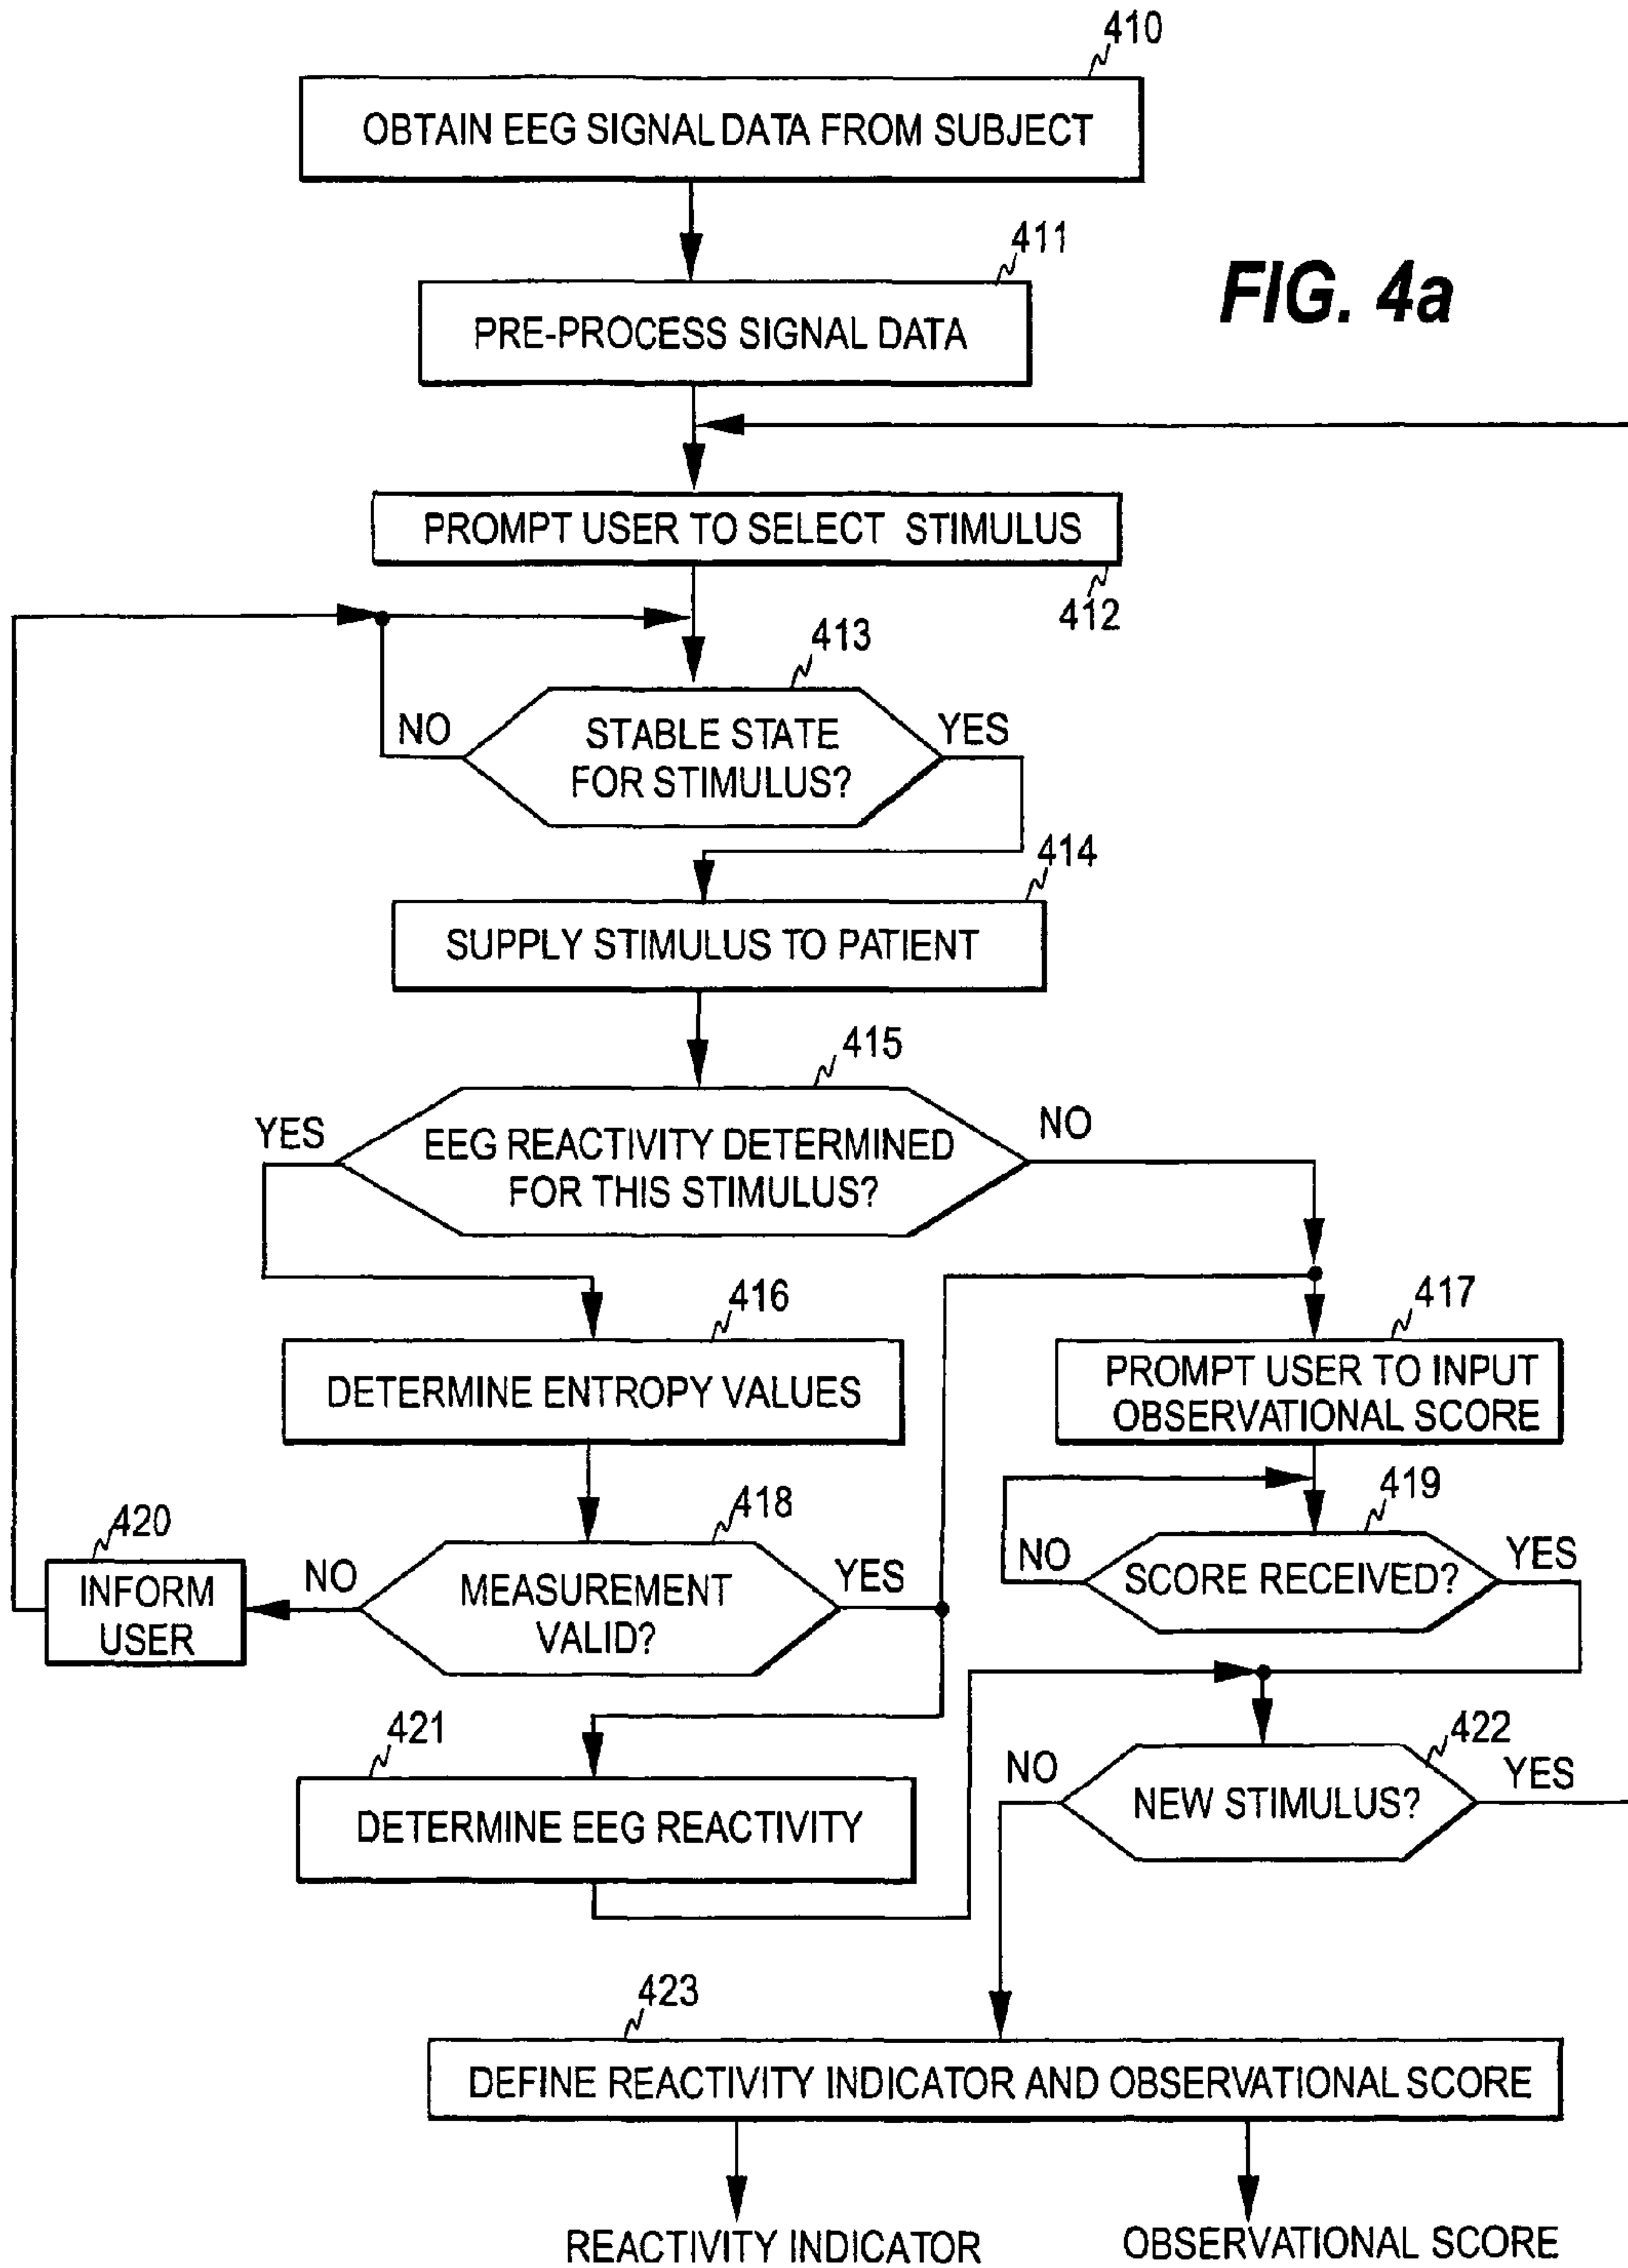 410
OBTAIN EEG SIGNAL DATA FROM SUBJECT
411
PRE-PROCESS SIGNAL DATA
FIG. 4a
PROMPT USER TO SELECT STIMULUS
412
413
NO
STABLE STATE
FOR STIMULUS?
YES
414
SUPPLY STIMULUS TO PATIENT
415
YES
EEG REACTIVITY DETERMINED
FOR THIS STIMULUS?
NO
416
DETERMINE ENTROPY VALUES
417
PROMPT USER TO INPUT
OBSERVATIONAL SCORE
418
419
420
INFORM
USER
NO
MEASUREMENT
VALID?
YES
NO
SCORE RECEIVED?
YES
421
DETERMINE EEG REACTIVITY
422
NO
NEW STIMULUS?
YES
423
DEFINE REACTIVITY INDICATOR AND OBSERVATIONAL SCORE
REACTIVITY INDICATOR
OBSERVATIONAL SCORE